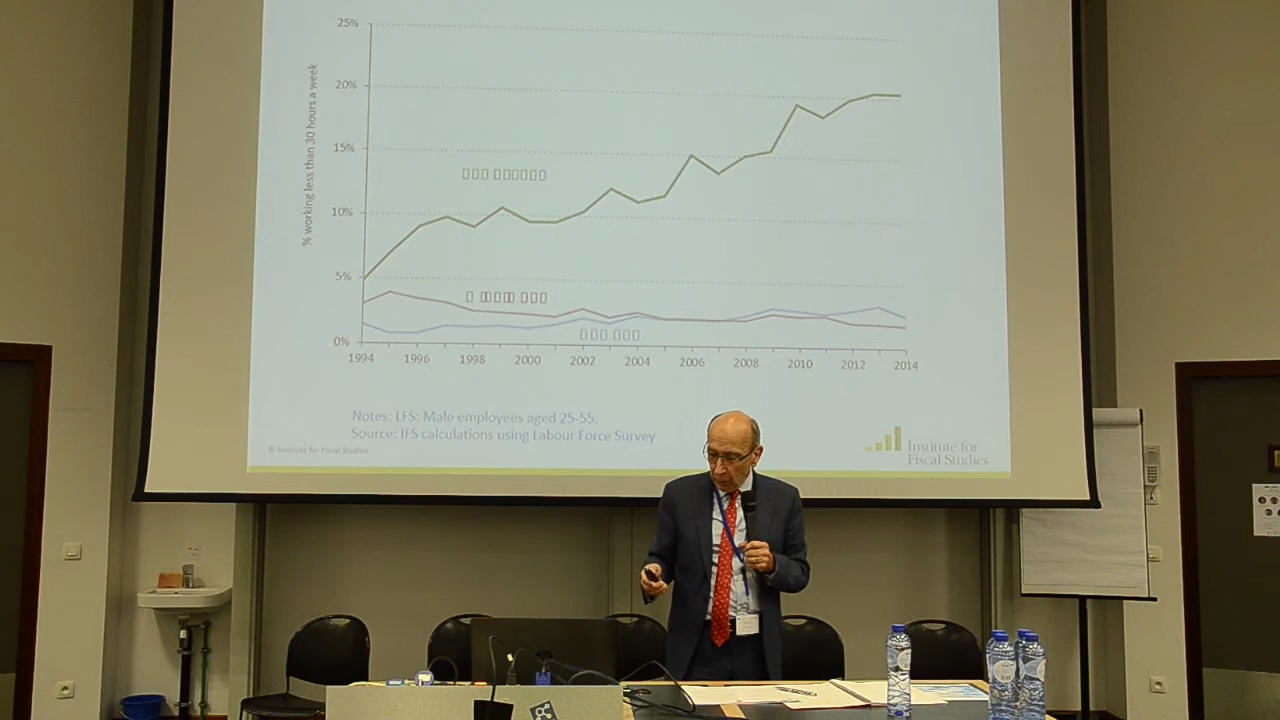 25%
20%
15%
10%
5%
0%
% working less than 30 hours a week
1994 1996 1998 2000 2002 2004 2006 2008 2010 2012 2014
Notes: LFS: Male employees aged 25-55.
Source: IFS calculations using Labour Force Survey
© Institute for Fiscal Studies
Institute for
Fiscal Studies